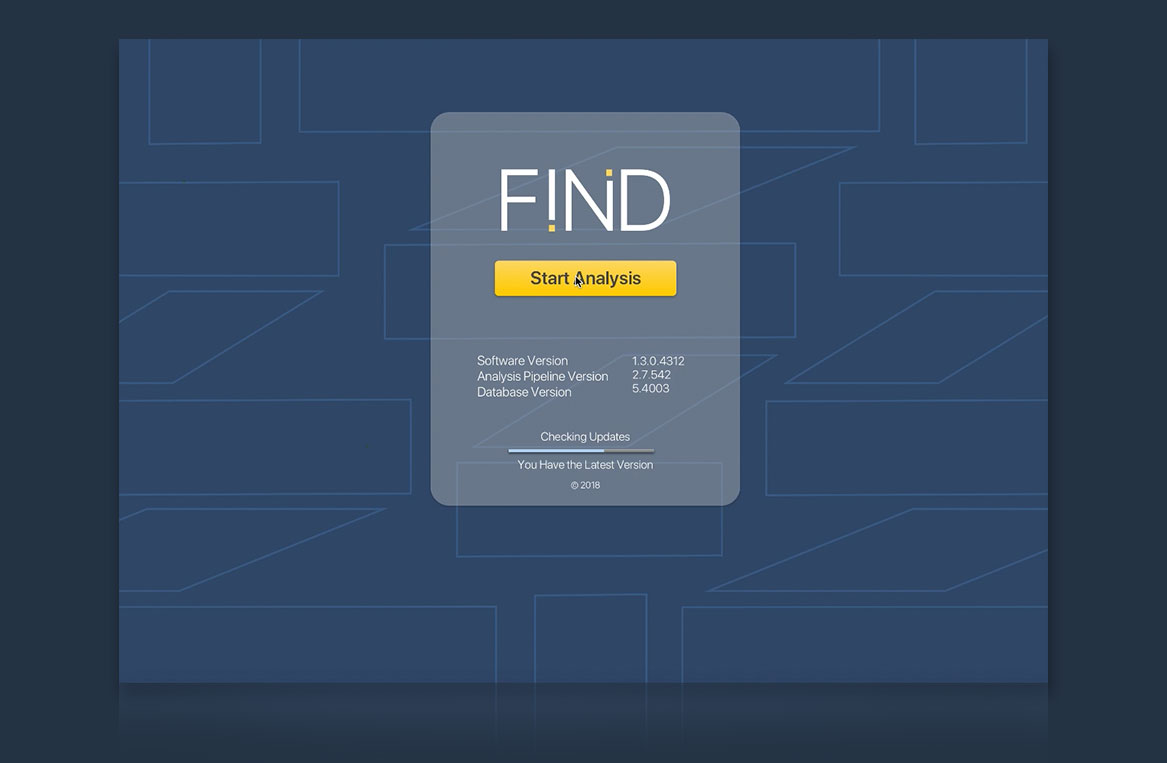 F!ND
Start Analysis
Software Version 1.3.0.4312
Analysis Pipeline Version 2.7.542
Database Version 5.4003
Checking Updates
You Have the Latest Version
© 2018